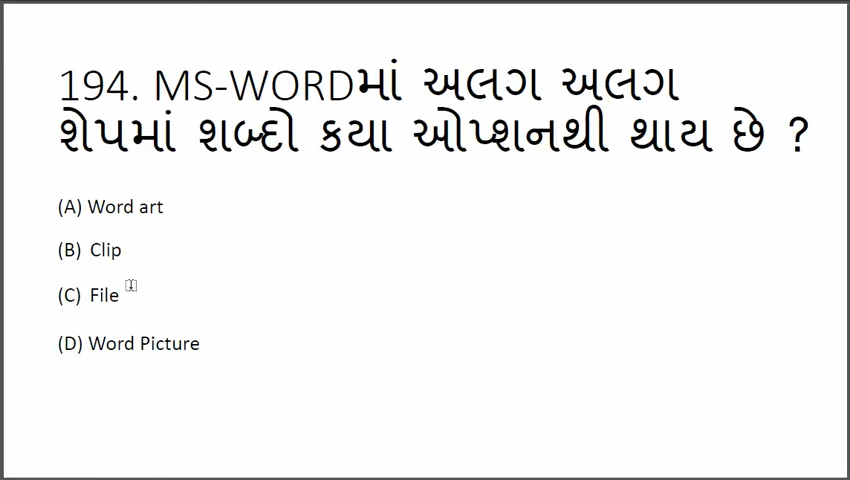 194. MS-WORDમાં અલગ અલગ
શેપમાં શબ્દો કયા ઓપ્શનથી થાય છે ?
(A) Word art
(B) Clip
(C) File
(D) Word Picture